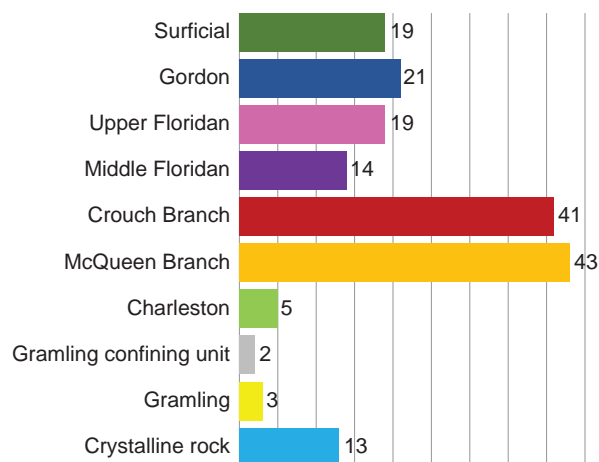 Surficial 19
Gordon 21
Upper Floridan 19
Middle Floridan 14
Crouch Branch 41
McQueen Branch 43
Charleston 5
Gramling confining unit 2
Gramling 3
Crystalline rock 13